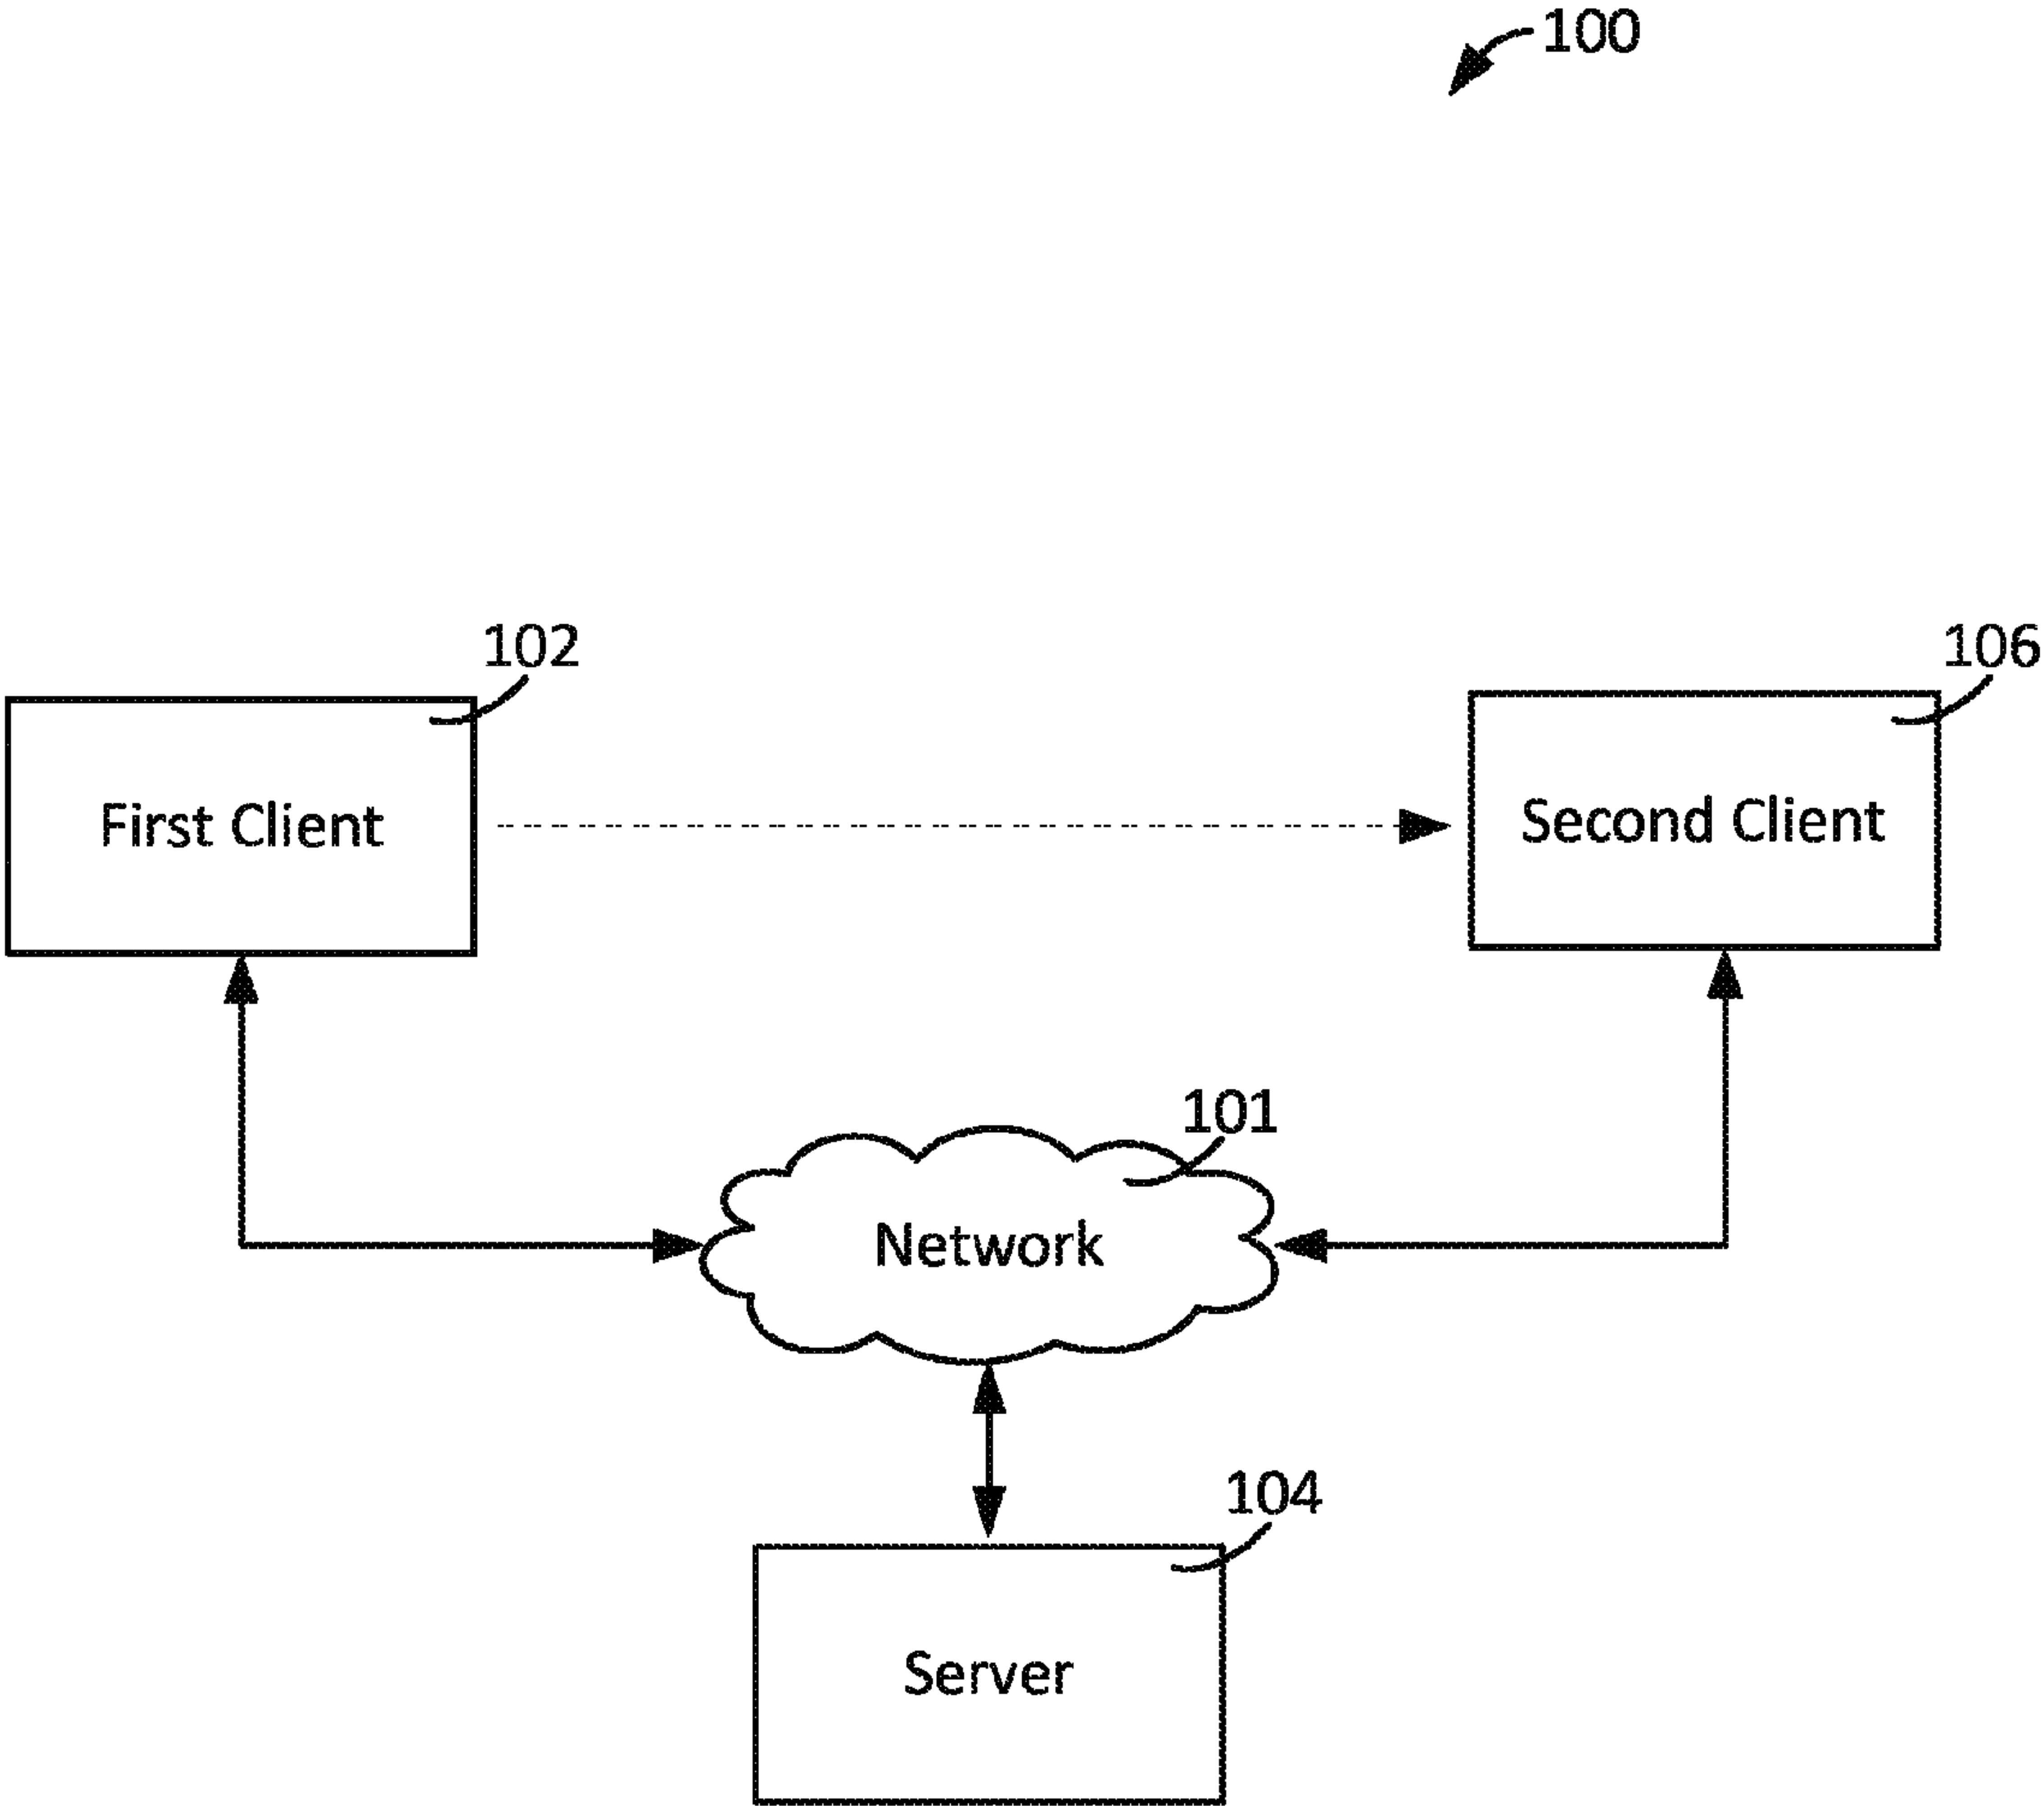 100
102
106
First Client
Second Client
101
Network
104
Server